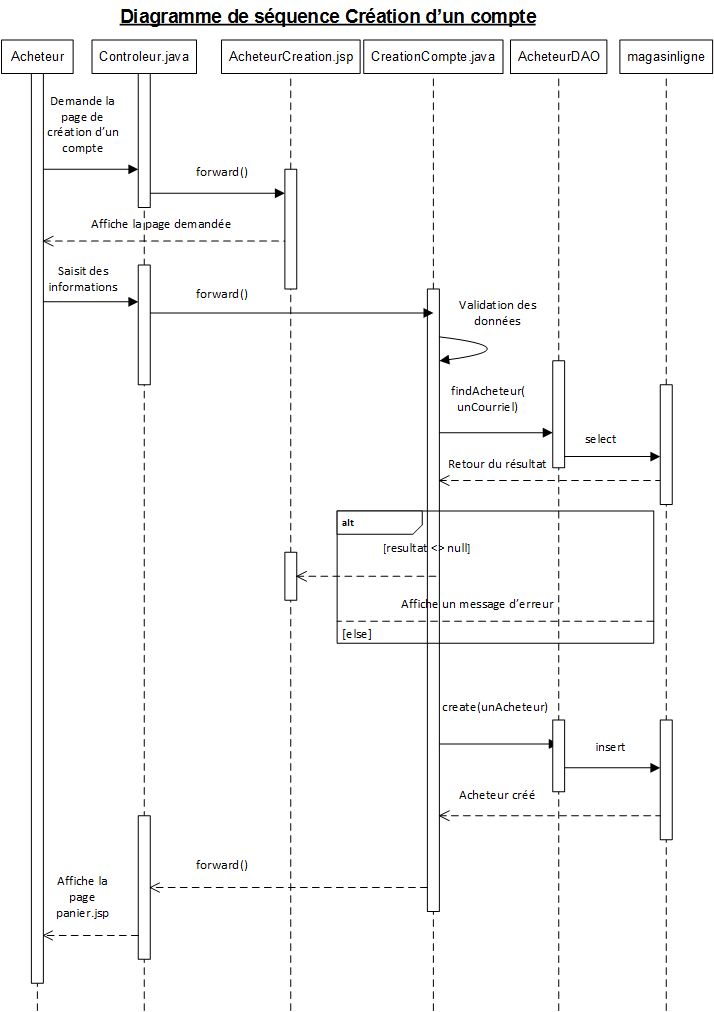 Diagramme de séquence Création d'un compte
Acheteur
Controleur.java
AcheteurCreation.jsp
CreationCompte.java
AcheteurDAO
magasinligne
Demande la
page de
création d'un
compte
forward()
Affiche la page demandée
Saisit des
informations
forward()
Validation des
données
findAcheteur(
unCourriel)
select
Retour du résultat
alt
[resultat <> null]
Affiche un message d'erreur
[else]
create(unAcheteur)
insert
Acheteur créé
forward()
Affiche la
page
panier.jsp